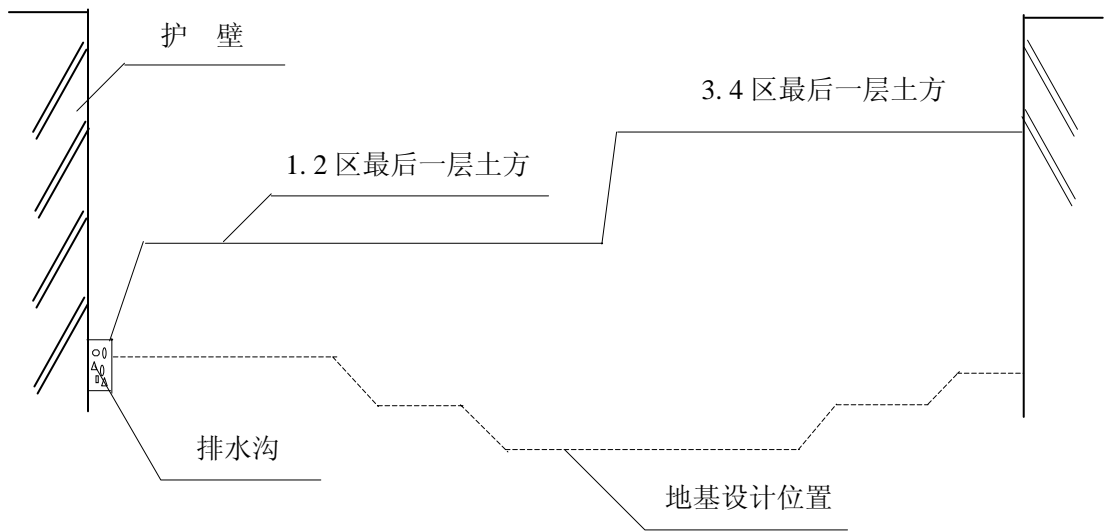 护 壁
3. 4 区最后一层土方
1. 2 区最后一层土方
排水沟
地基设计位置